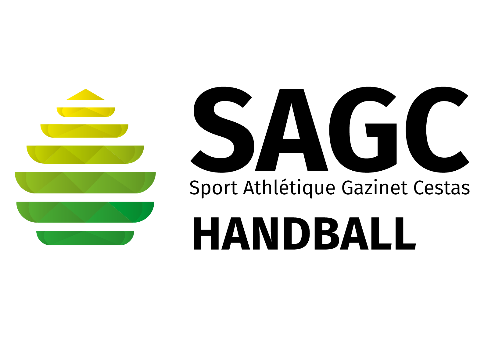 SAGC
Sport Athlétique Gazinet Cestas
HANDBALL